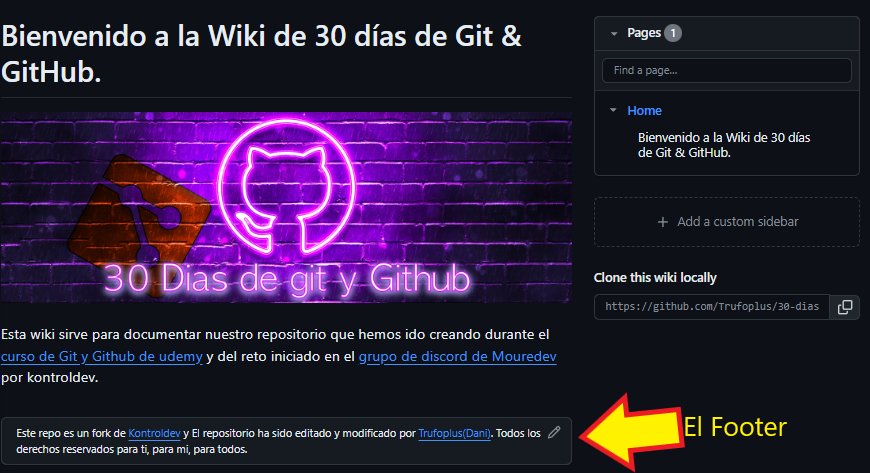 Bienvenido a la Wiki de 30 días de Git &
GitHub.
30 Dias de git y Github
Esta wiki sirve para documentar nuestro repositorio que hemos ido creando durante el
curso de Git y Github de udemy y del reto iniciado en el grupo de discord de Mouredev
por kontroldev.
Este repo es un fork de Kontroldev y El repositorio ha sido editado y modificado por Trufoplus(Dani). Todos los
derechos reservados para ti, para mi, para todos.
El Footer
Pages 1
Find a page...
Home
Bienvenido a la Wiki de 30 días
de Git & GitHub.
+ Add a custom sidebar
Clone this wiki locally
https://github.com/Trufoplus/30-dias